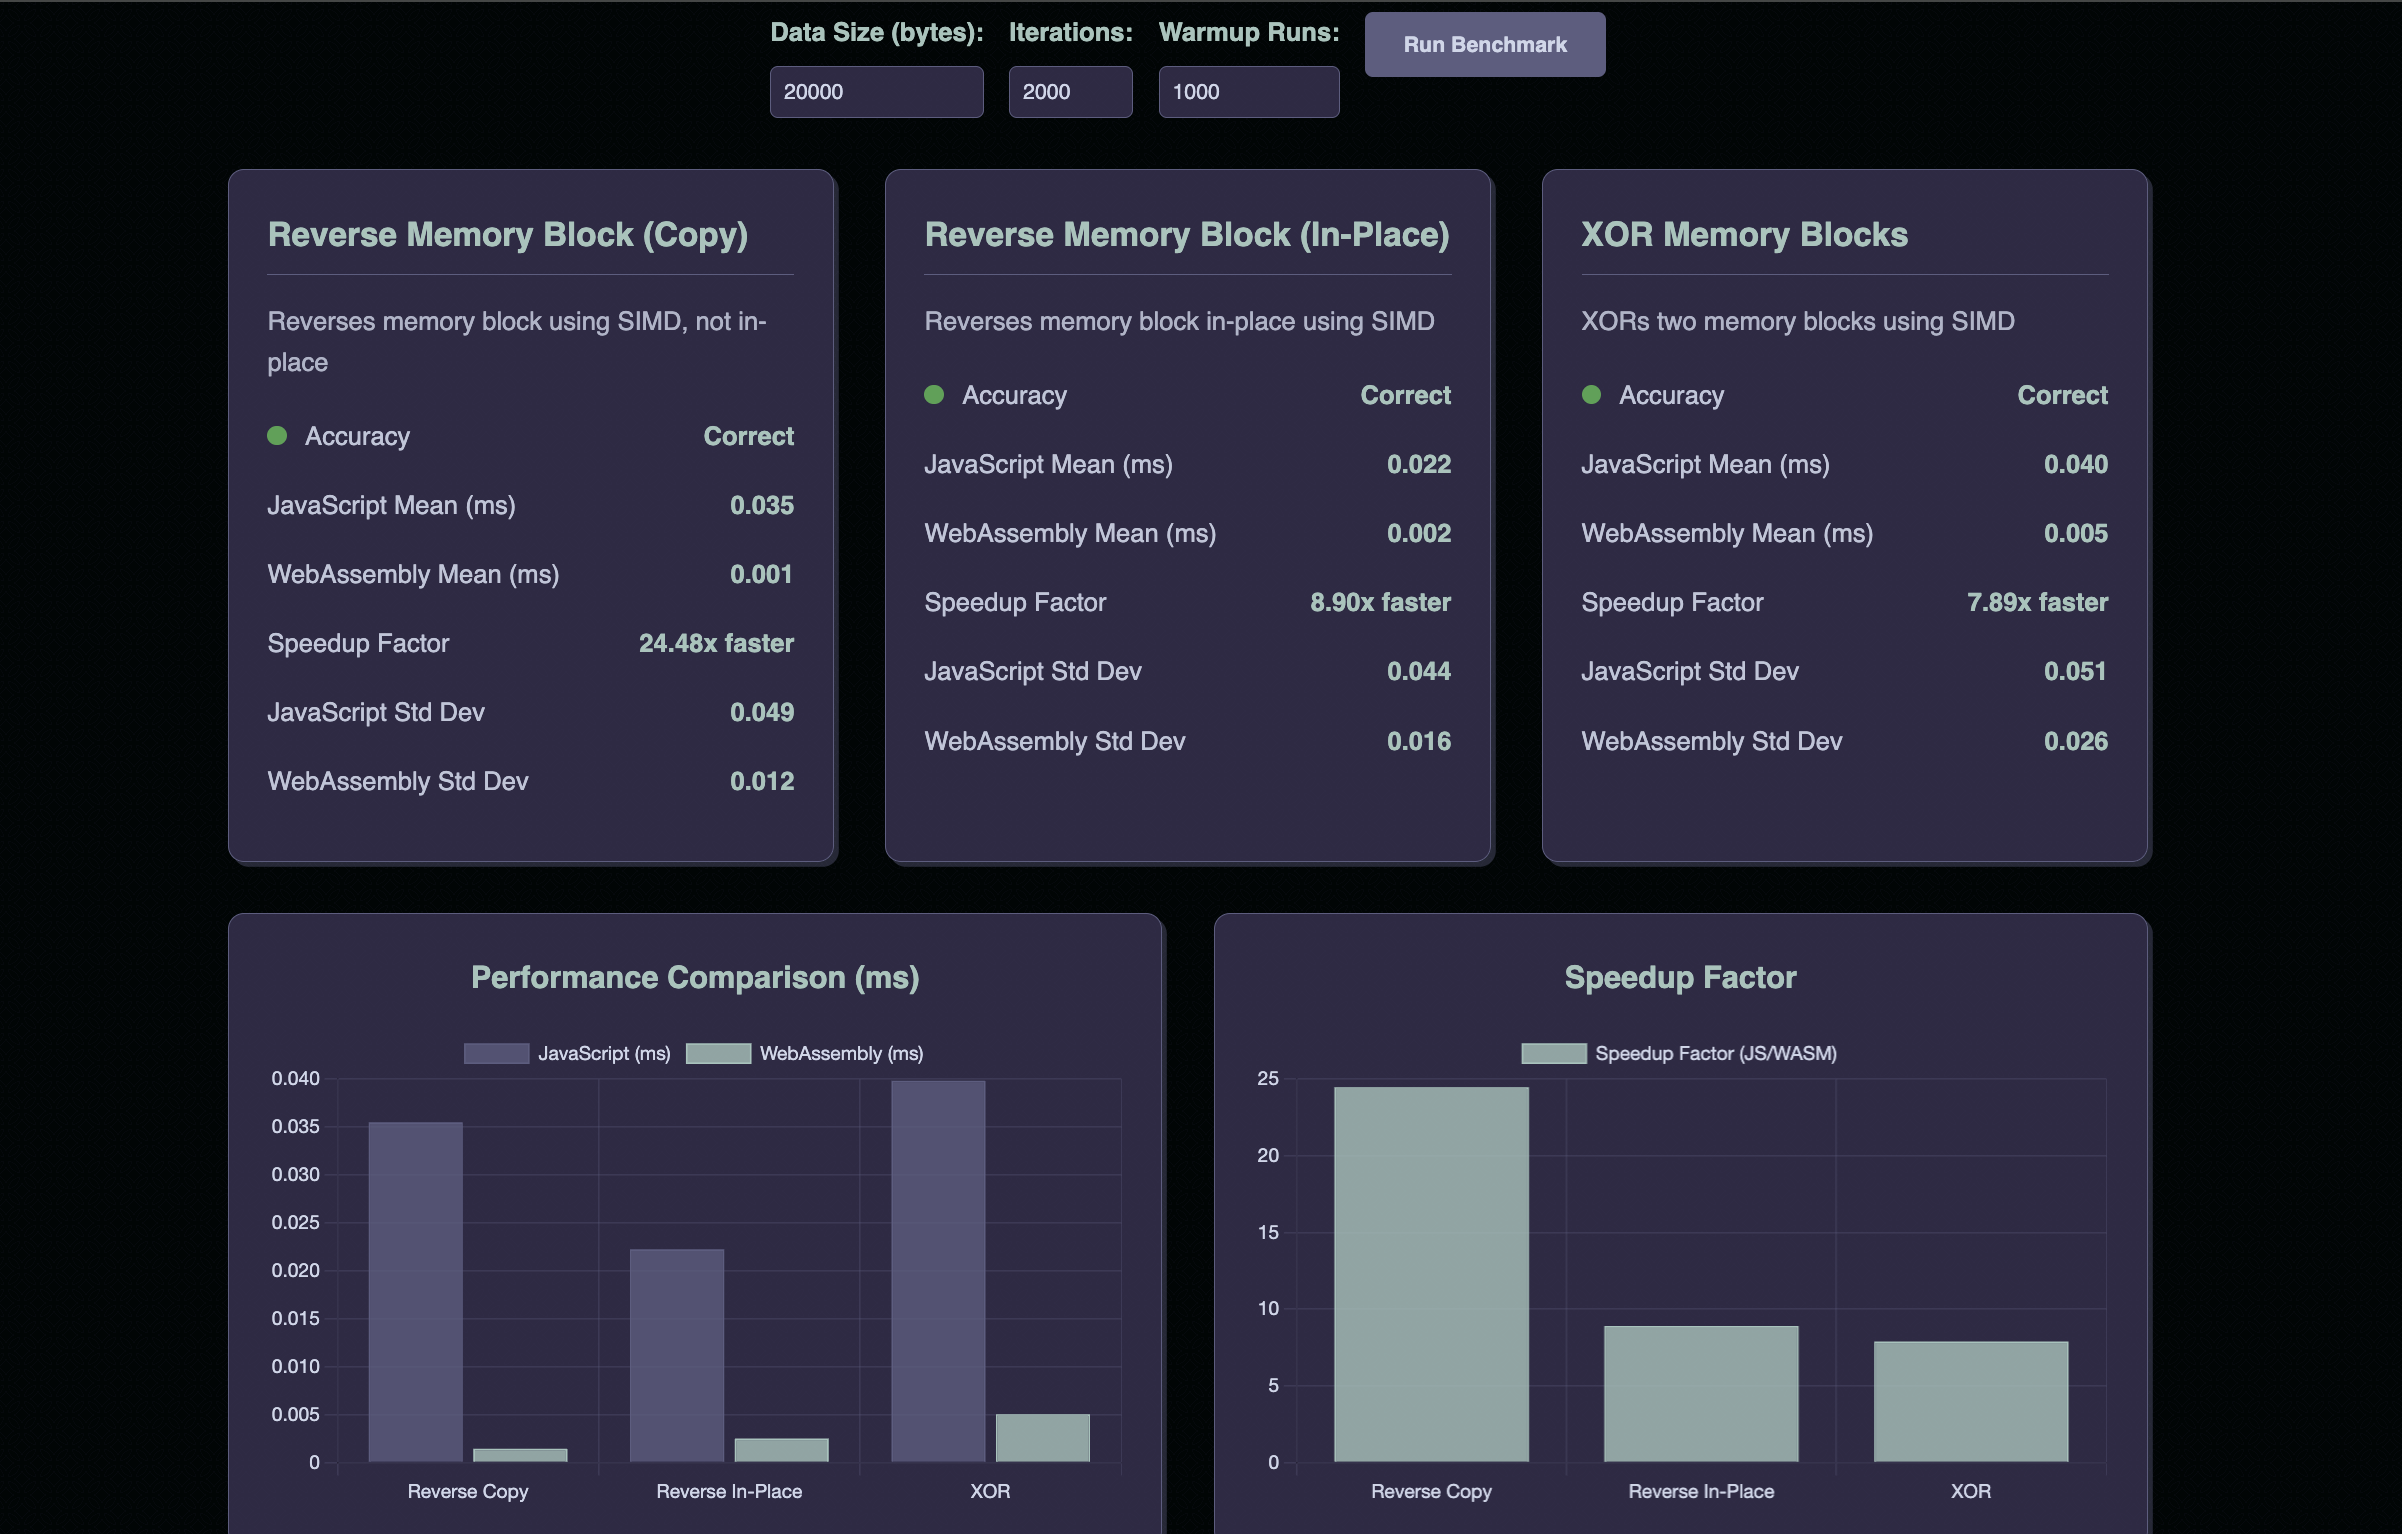 Data Size (bytes):
Iterations:
Warmup Runs:
Run Benchmark
20000
2000
1000
Reverse Memory Block (Copy)
Reverses memory block using SIMD, not in-
place
Accuracy Correct
JavaScript Mean (ms) 0.035
WebAssembly Mean (ms) 0.001
Speedup Factor 24.48x faster
JavaScript Std Dev 0.049
WebAssembly Std Dev 0.012
Reverse Memory Block (In-Place)
Reverses memory block in-place using SIMD
Accuracy Correct
JavaScript Mean (ms) 0.022
WebAssembly Mean (ms) 0.002
Speedup Factor 8.90x faster
JavaScript Std Dev 0.044
WebAssembly Std Dev 0.016
XOR Memory Blocks
XORs two memory blocks using SIMD
Accuracy Correct
JavaScript Mean (ms) 0.040
WebAssembly Mean (ms) 0.005
Speedup Factor 7.89x faster
JavaScript Std Dev 0.051
WebAssembly Std Dev 0.026
Performance Comparison (ms)
JavaScript (ms) WebAssembly (ms)
0.040
0.035
0.030
0.025
0.020
0.015
0.010
0.005
0
Reverse Copy Reverse In-Place XOR
Speedup Factor
Speedup Factor (JS/WASM)
25
20
15
10
5
0
Reverse Copy Reverse In-Place XOR